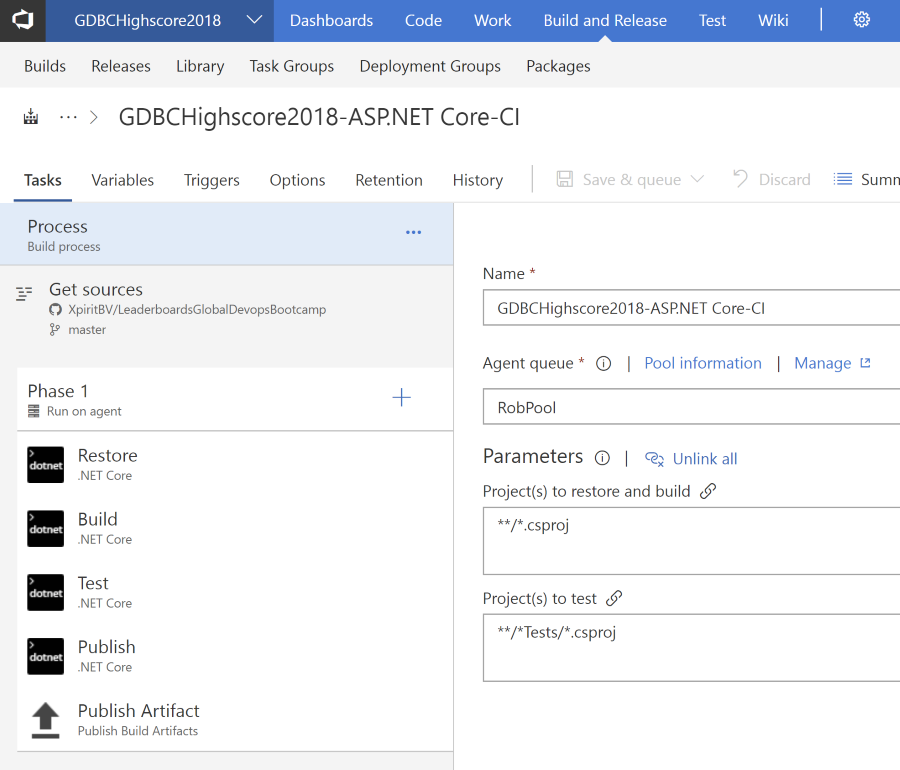 GDBCHighscore2018 Dashboards Code Work Build and Release Test Wiki
Builds Releases Library Task Groups Deployment Groups Packages
... > GDBCHighscore2018-ASP.NET Core-CI
Tasks Variables Triggers Options Retention History Save & queue Discard Summ
Process
Build process
...
Get sources
XpiritBV/LeaderboardsGlobalDevopsBootcamp
master
Phase 1
Run on agent
dotnet
Restore
.NET Core
dotnet
Build
.NET Core
dotnet
Test
.NET Core
dotnet
Publish
.NET Core
Publish Artifact
Publish Build Artifacts
Name *
GDBCHighscore2018-ASP.NET Core-CI
Agent queue * | Pool information | Manage
RobPool
Parameters | Unlink all
Project(s) to restore and build
**/*.csproj
Project(s) to test
**/*Tests/*.csproj